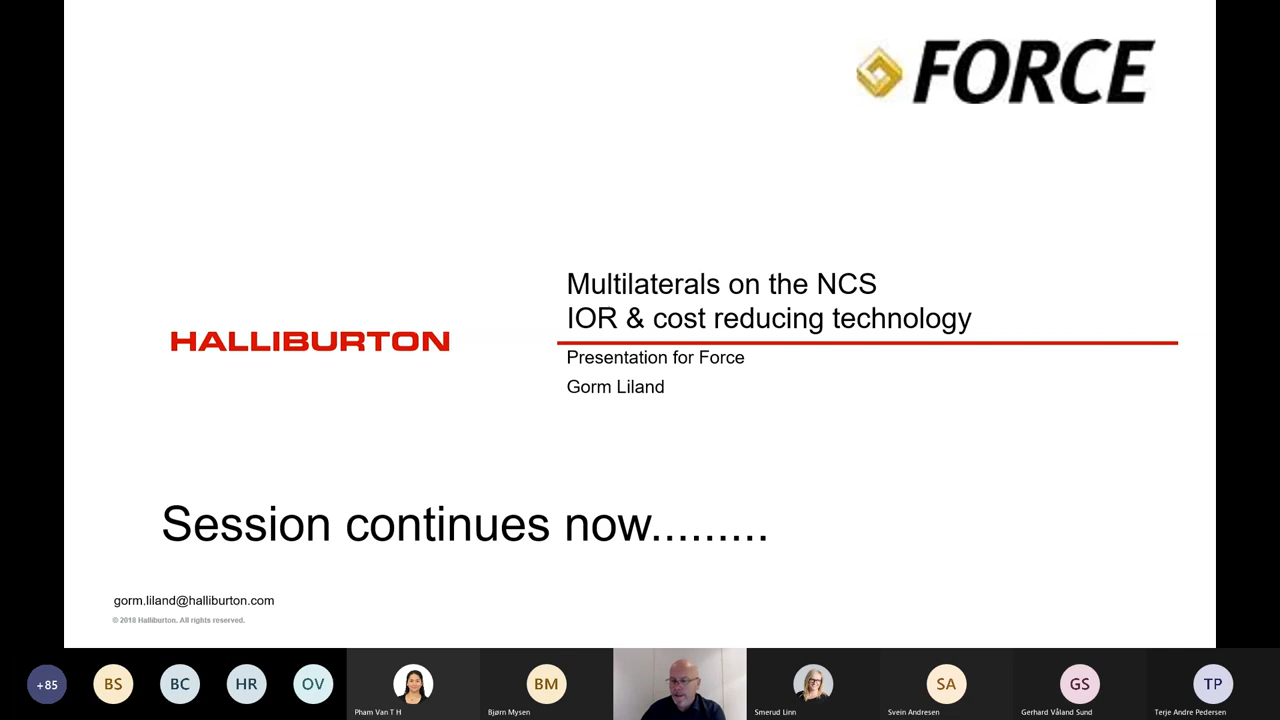 FORCE
Multilaterals on the NCS
IOR & cost reducing technology
HALLIBURTON
Presentation for Force
Gorm Liland
Session continues now.........
gorm.liland@halliburton.com
© 2018 Halliburton. All rights reserved.
+85
BS
BC
HR
OV
Pham Van T H
BM
Bjørn Mysen
Smerud Linn
SA
Svein Andresen
GS
Gerhard Våland Sund
TP
Terje Andre Pedersen